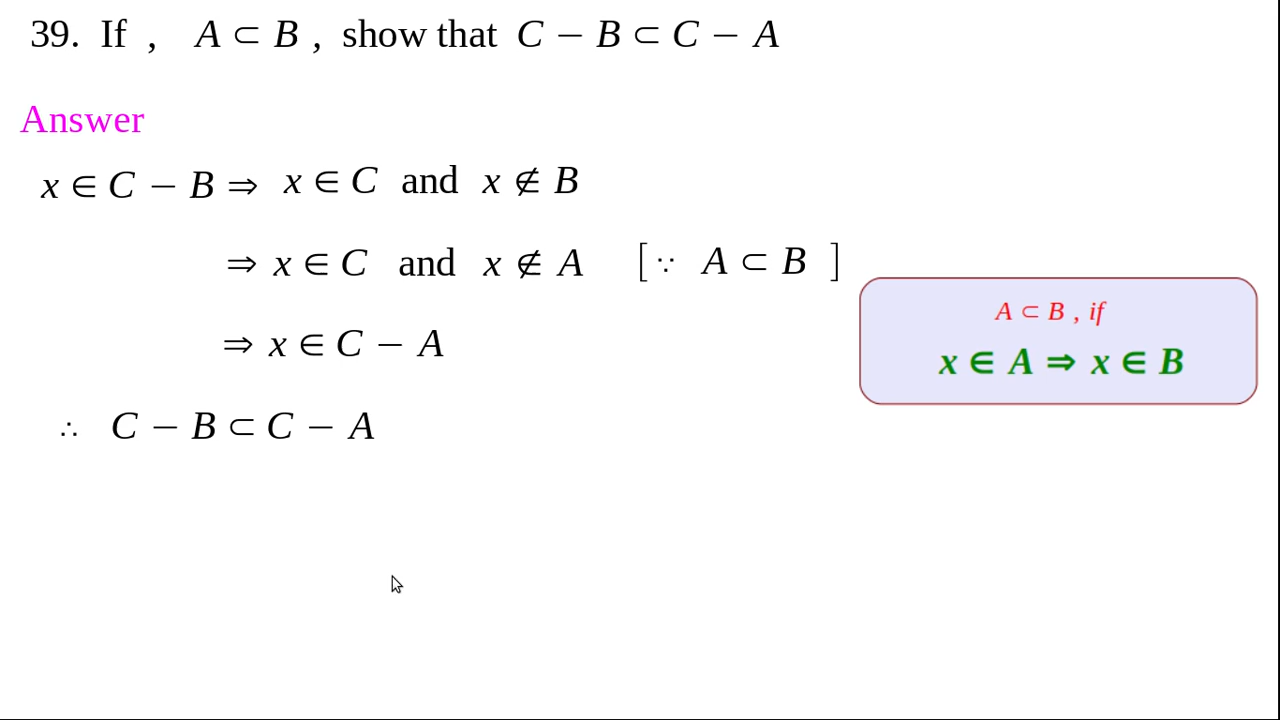 39. If , A ⊂ B , show that C − B ⊂ C − A
Answer
x ∈ C − B ⇒ x ∈ C and x ∉ B
⇒ x ∈ C and x ∉ A [ ∵ A ⊂ B ]
A ⊂ B , if
x ∈ A ⇒ x ∈ B
⇒ x ∈ C − A
∴ C − B ⊂ C − A